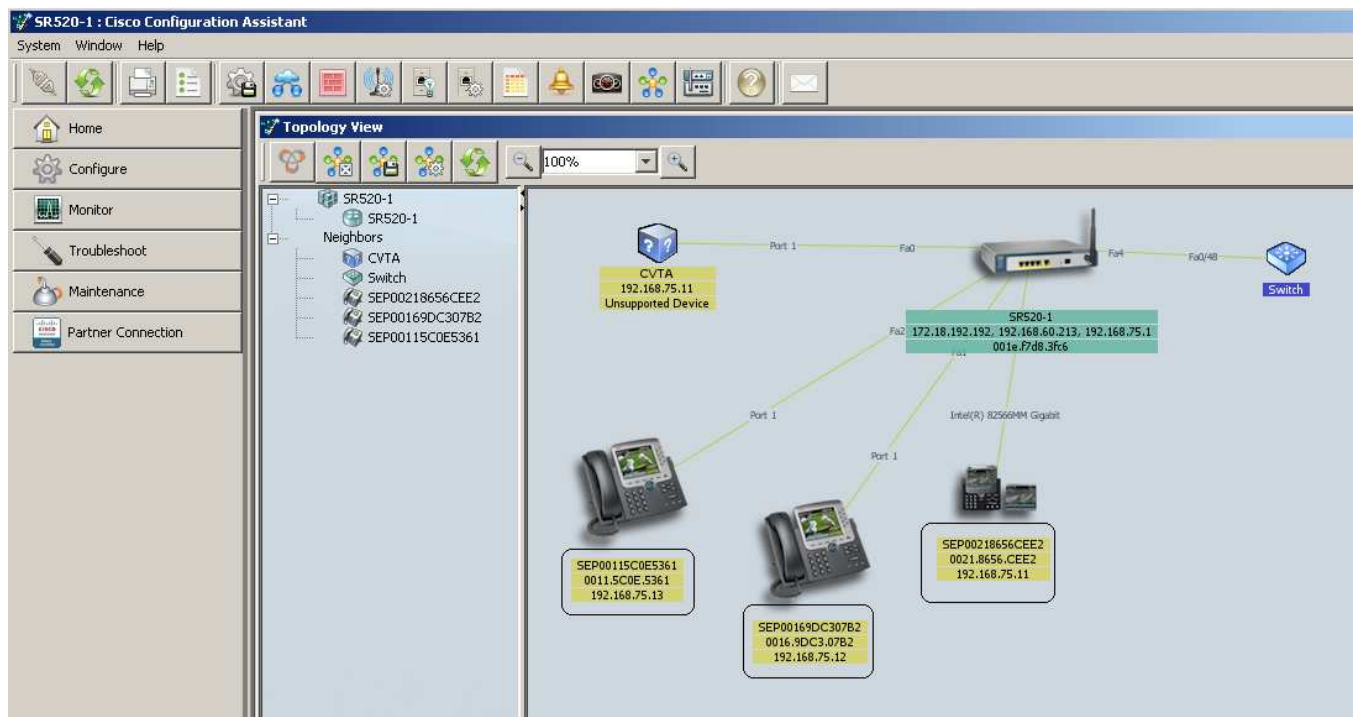 SR520-1 : Cisco Configuration Assistant
System Window Help
Home
Configure
Monitor
Troubleshoot
Maintenance
Partner Connection
Topology View
100%
SR520-1
SR520-1
Neighbors
CVTA
Switch
SEP00218656CEE2
SEP00169DC307B2
SEP00115C0E5361
CVTA
192.168.75.11
Unsupported Device
Port 1
Fa0
Fa4
Fa0/48
Switch
SR520-1
172.18.192.192, 192.168.60.213, 192.168.75.1
001e.f7d8.3fc6
Fa2
Fa1
Port 1
Intel(R) 82566MM Gigabit
Port 1
SEP00115C0E5361
0011.5C0E.5361
192.168.75.13
SEP00169DC307B2
0016.9DC3.07B2
192.168.75.12
SEP00218656CEE2
0021.8656.CEE2
192.168.75.11